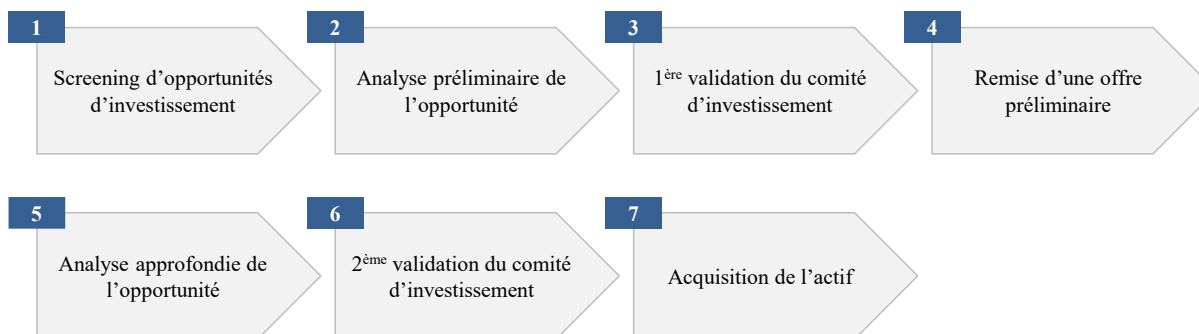 1
Screening d’opportunités
d’investissement
2
Analyse préliminaire de
l’opportunité
3
1ère validation du comité
d’investissement
4
Remise d’une offre
préliminaire
5
Analyse approfondie de
l’opportunité
6
2ème validation du comité
d’investissement
7
Acquisition de l’actif